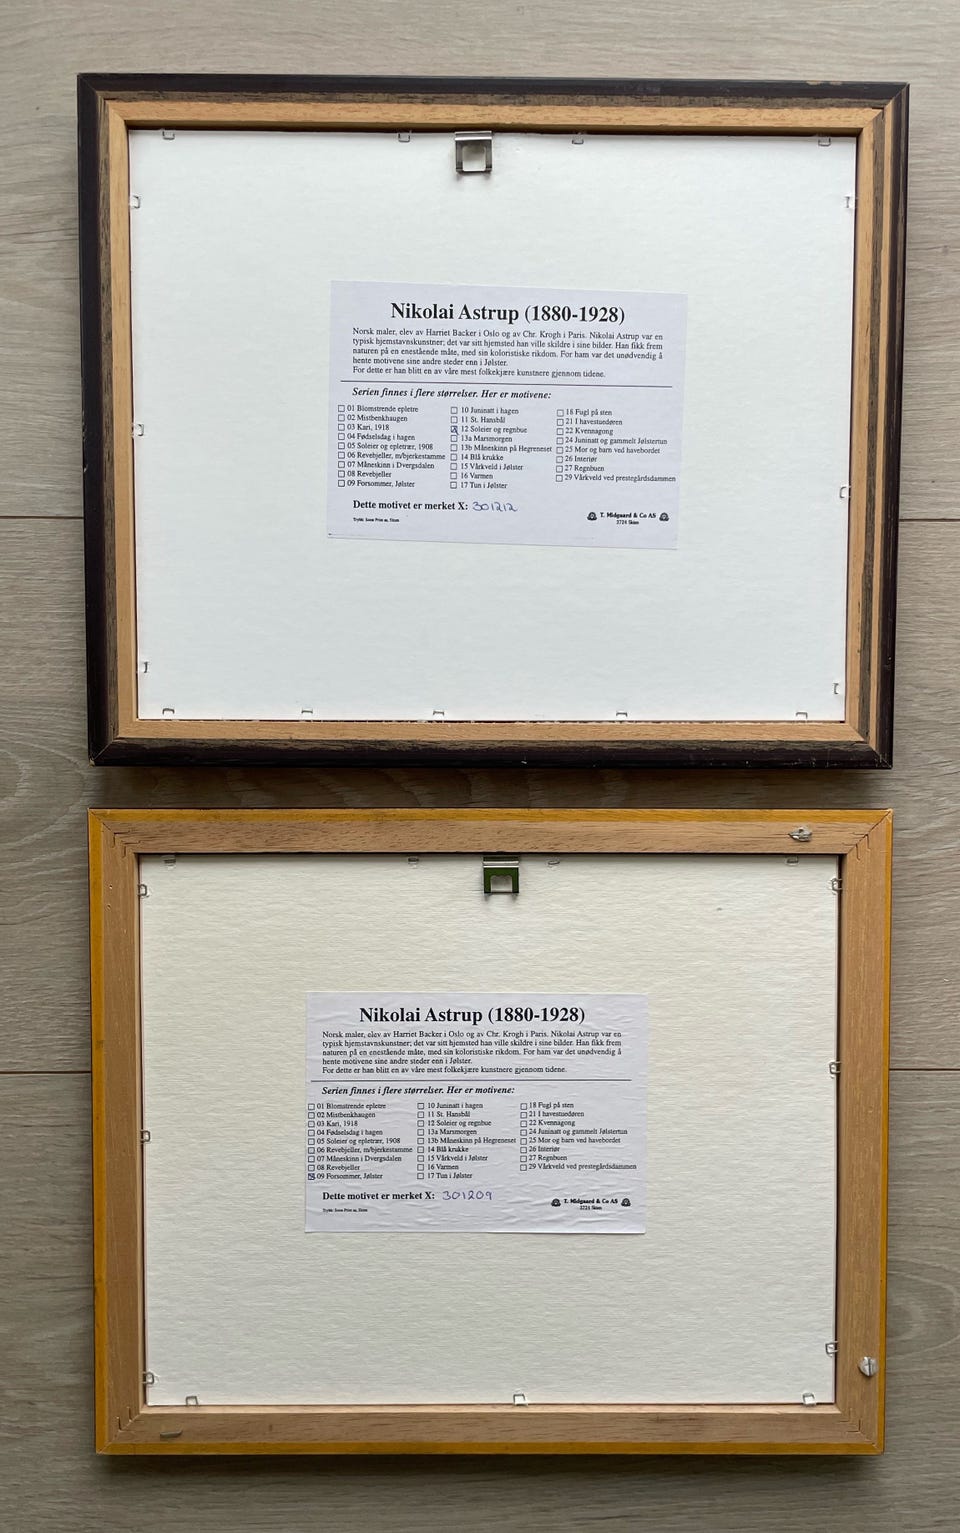 Nikolai Astrup (1880-1928)
Norsk maler, elev av Harriet Backer i Oslo og av Chr. Krogh i Paris. Nikolai Astrup var en
typisk hjemstavnskunstner; det var sitt hjemsted han ville skildre i sine bilder. Han fikk frem
naturen på en enestående måte, med sin koloristiske rikdom. For ham var det unødvendig å
hente motivene sine andre steder enn i Jølster.
For dette er han blitt en av våre mest folkekjære kunstnere gjennom tidene.
Serien finnes i flere størrelser. Her er motivene:
01 Blomstrende epletre
02 Mistbenkhaugen
03 Kari, 1918
04 Fødselsdag i hagen
05 Soleier og epletrær, 1908
06 Revebjeller, m/bjerkestamme
07 Måneskinn i Dvergsdalen
08 Revebjeller
09 Forsommer, Jølster
10 Juninatt i hagen
11 St. Hansbål
12 Soleier og regnbue
13a Marsmorgen
13b Måneskinn på Hegreneset
14 Blå krukke
15 Vårkveld i Jølster
16 Varmen
17 Tun i Jølster
18 Fugl på sten
21 I havestuedøren
22 Kvennagong
24 Juninatt og gammelt Jølstertun
25 Mor og barn ved havebordet
26 Interiør
27 Regnbuen
29 Vårkveld ved prestegårdsdammen
Dette motivet er merket X: 301212
Trykk: Sone Print as, Skien
T. Midgaard & Co AS
3724 Skien
Nikolai Astrup (1880-1928)
Norsk maler, elev av Harriet Backer i Oslo og av Chr. Krogh i Paris. Nikolai Astrup var en
typisk hjemstavnskunstner; det var sitt hjemsted han ville skildre i sine bilder. Han fikk frem
naturen på en enestående måte, med sin koloristiske rikdom. For ham var det unødvendig å
hente motivene sine andre steder enn i Jølster.
For dette er han blitt en av våre mest folkekjære kunstnere gjennom tidene.
Serien finnes i flere størrelser. Her er motivene:
01 Blomstrende epletre
02 Mistbenkhaugen
03 Kari, 1918
04 Fødselsdag i hagen
05 Soleier og epletrær, 1908
06 Revebjeller, m/bjerkestamme
07 Måneskinn i Dvergsdalen
08 Revebjeller
09 Forsommer, Jølster
10 Juninatt i hagen
11 St. Hansbål
12 Soleier og regnbue
13a Marsmorgen
13b Måneskinn på Hegreneset
14 Blå krukke
15 Vårkveld i Jølster
16 Varmen
17 Tun i Jølster
18 Fugl på sten
21 I havestuedøren
22 Kvennagong
24 Juninatt og gammelt Jølstertun
25 Mor og barn ved havebordet
26 Interiør
27 Regnbuen
29 Vårkveld ved prestegårdsdammen
Dette motivet er merket X: 301209
Trykk: Sone Print as, Skien
T. Midgaard & Co AS
3724 Skien